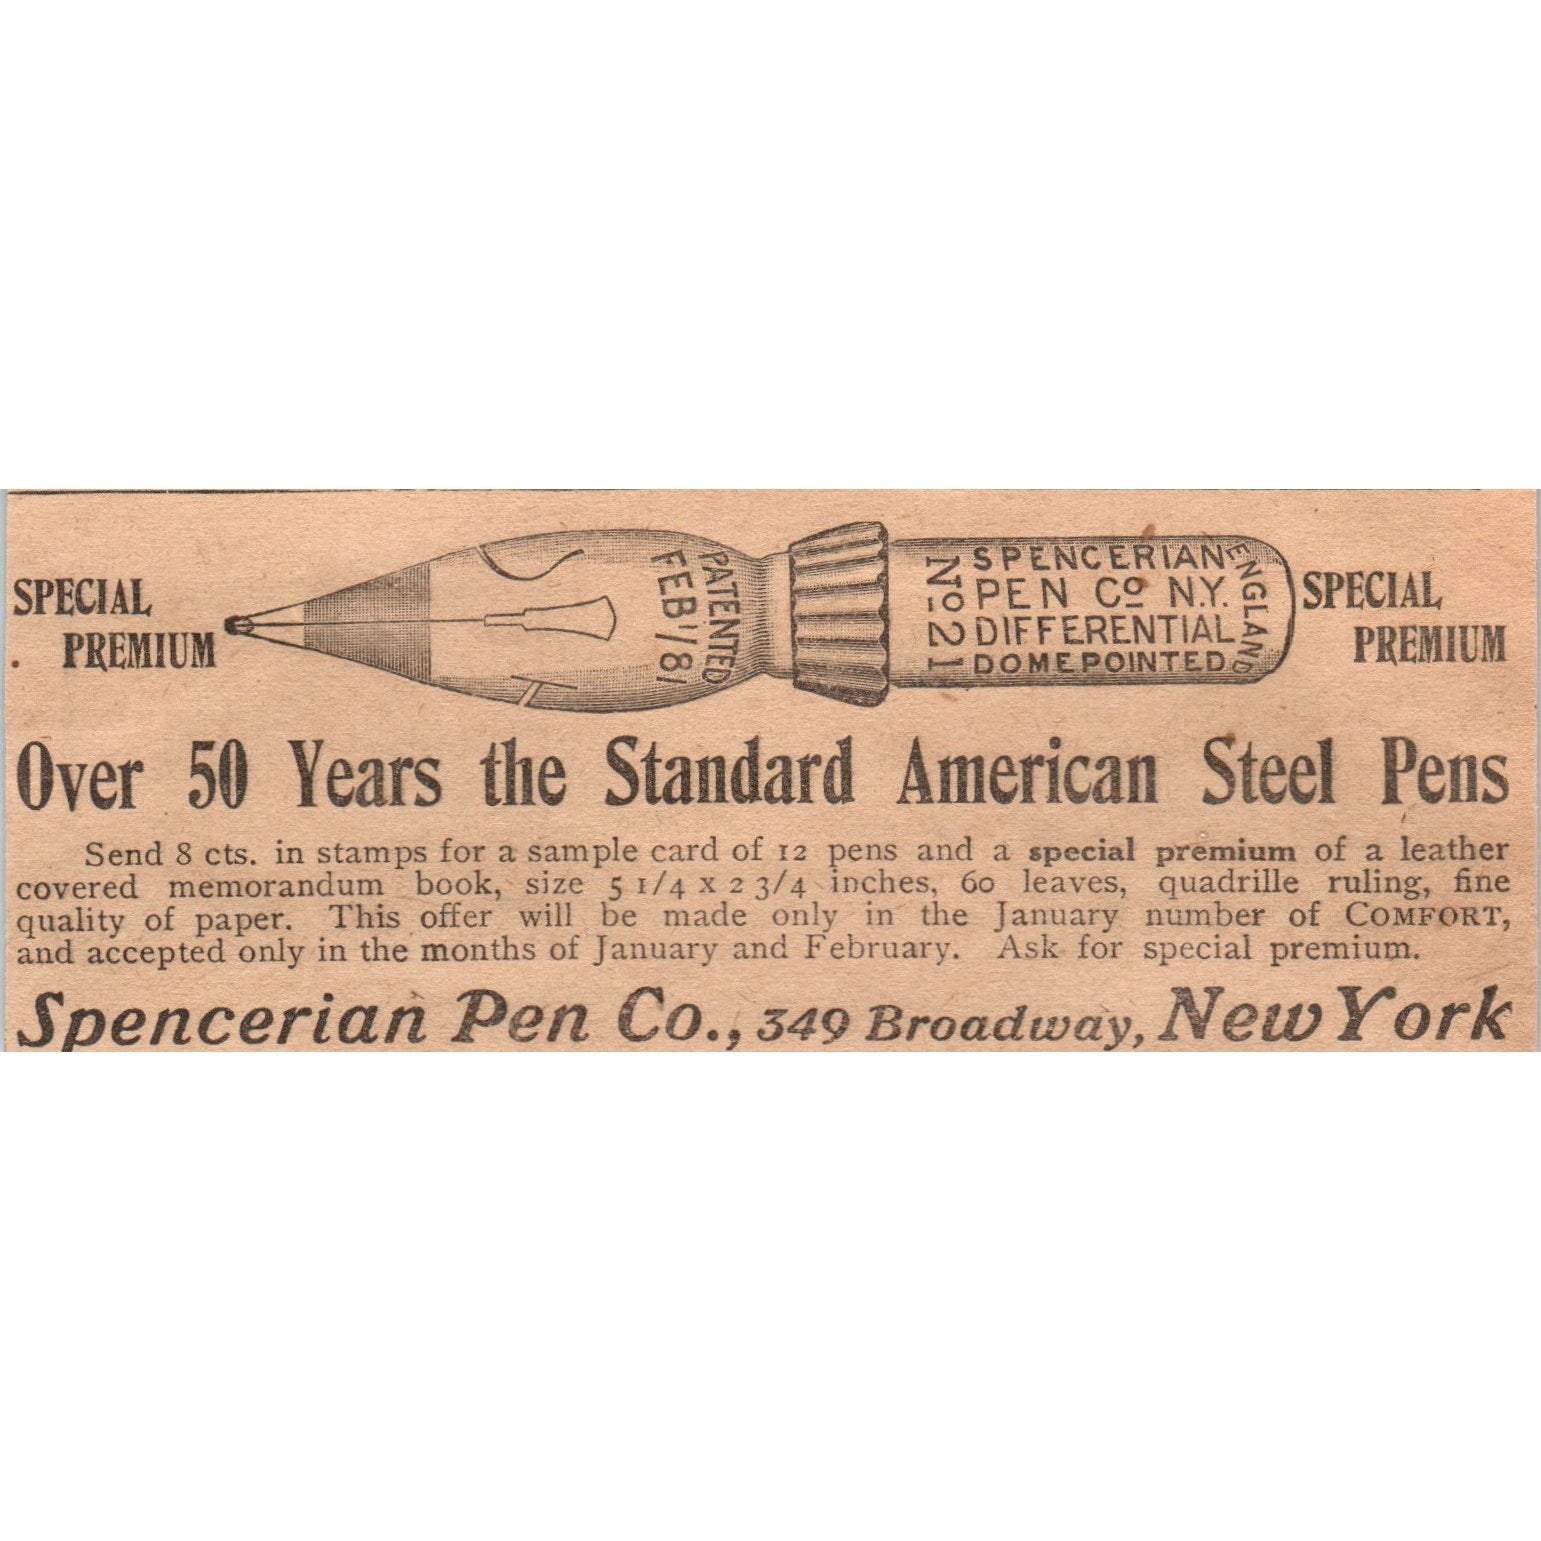 SPECIAL
PREMIUM
PATENTED
FEB'/81
No 21
SPENCERIAN
PEN Co N.Y.
DIFFERENTIAL
DOMEPOINTED
ENGLAND
SPECIAL
PREMIUM
Over 50 Years the Standard American Steel Pens
Send 8 cts. in stamps for a sample card of 12 pens and a special premium of a leather
covered memorandum book, size 5 1/4 x 2 3/4 inches, 60 leaves, quadrille ruling, fine
quality of paper. This offer will be made only in the January number of COMFORT,
and accepted only in the months of January and February. Ask for special premium.
Spencerian Pen Co., 349 Broadway, New York